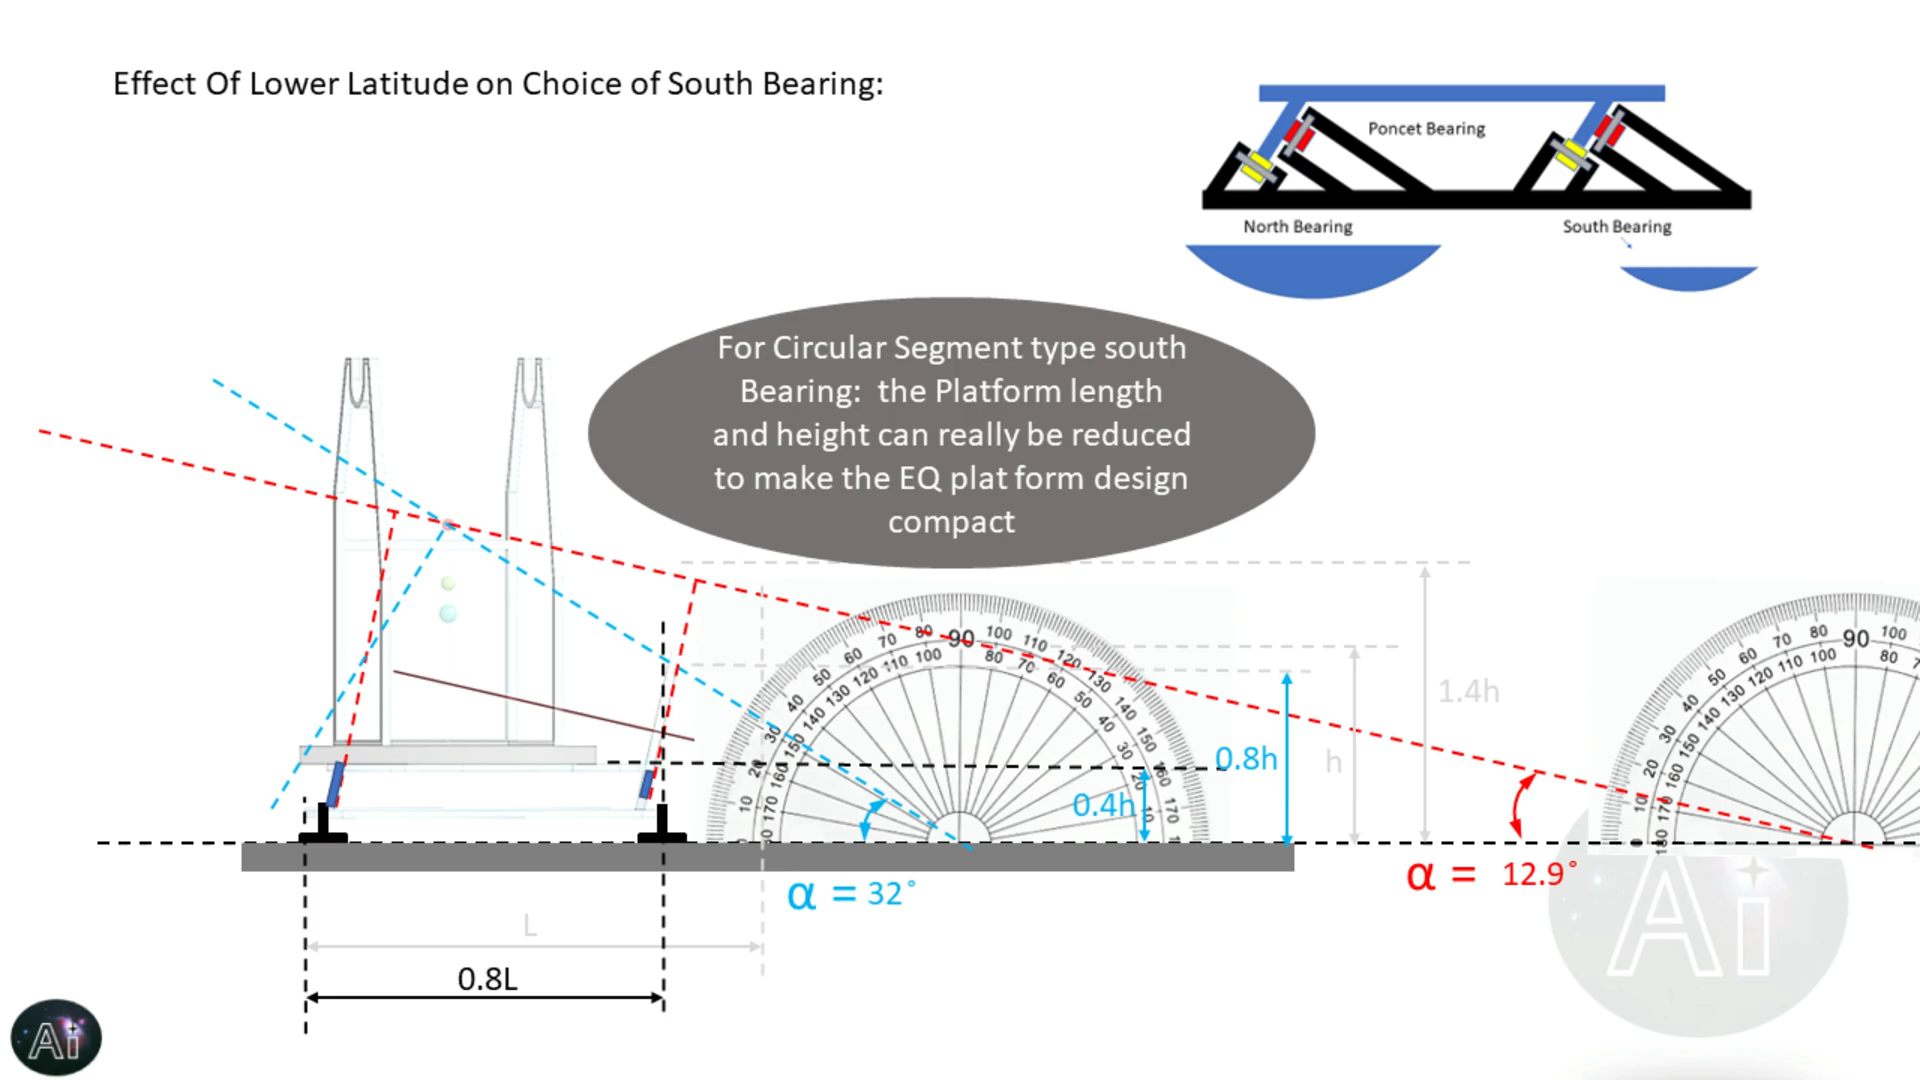 Effect Of Lower Latitude on Choice of South Bearing:
Poncet Bearing
North Bearing
South Bearing
For Circular Segment type south
Bearing: the Platform length
and height can really be reduced
to make the EQ plat form design
compact
1.4h
h
0.8h
0.4h
α = 32°
α = 12.9°
L
0.8L
Ai
Ai